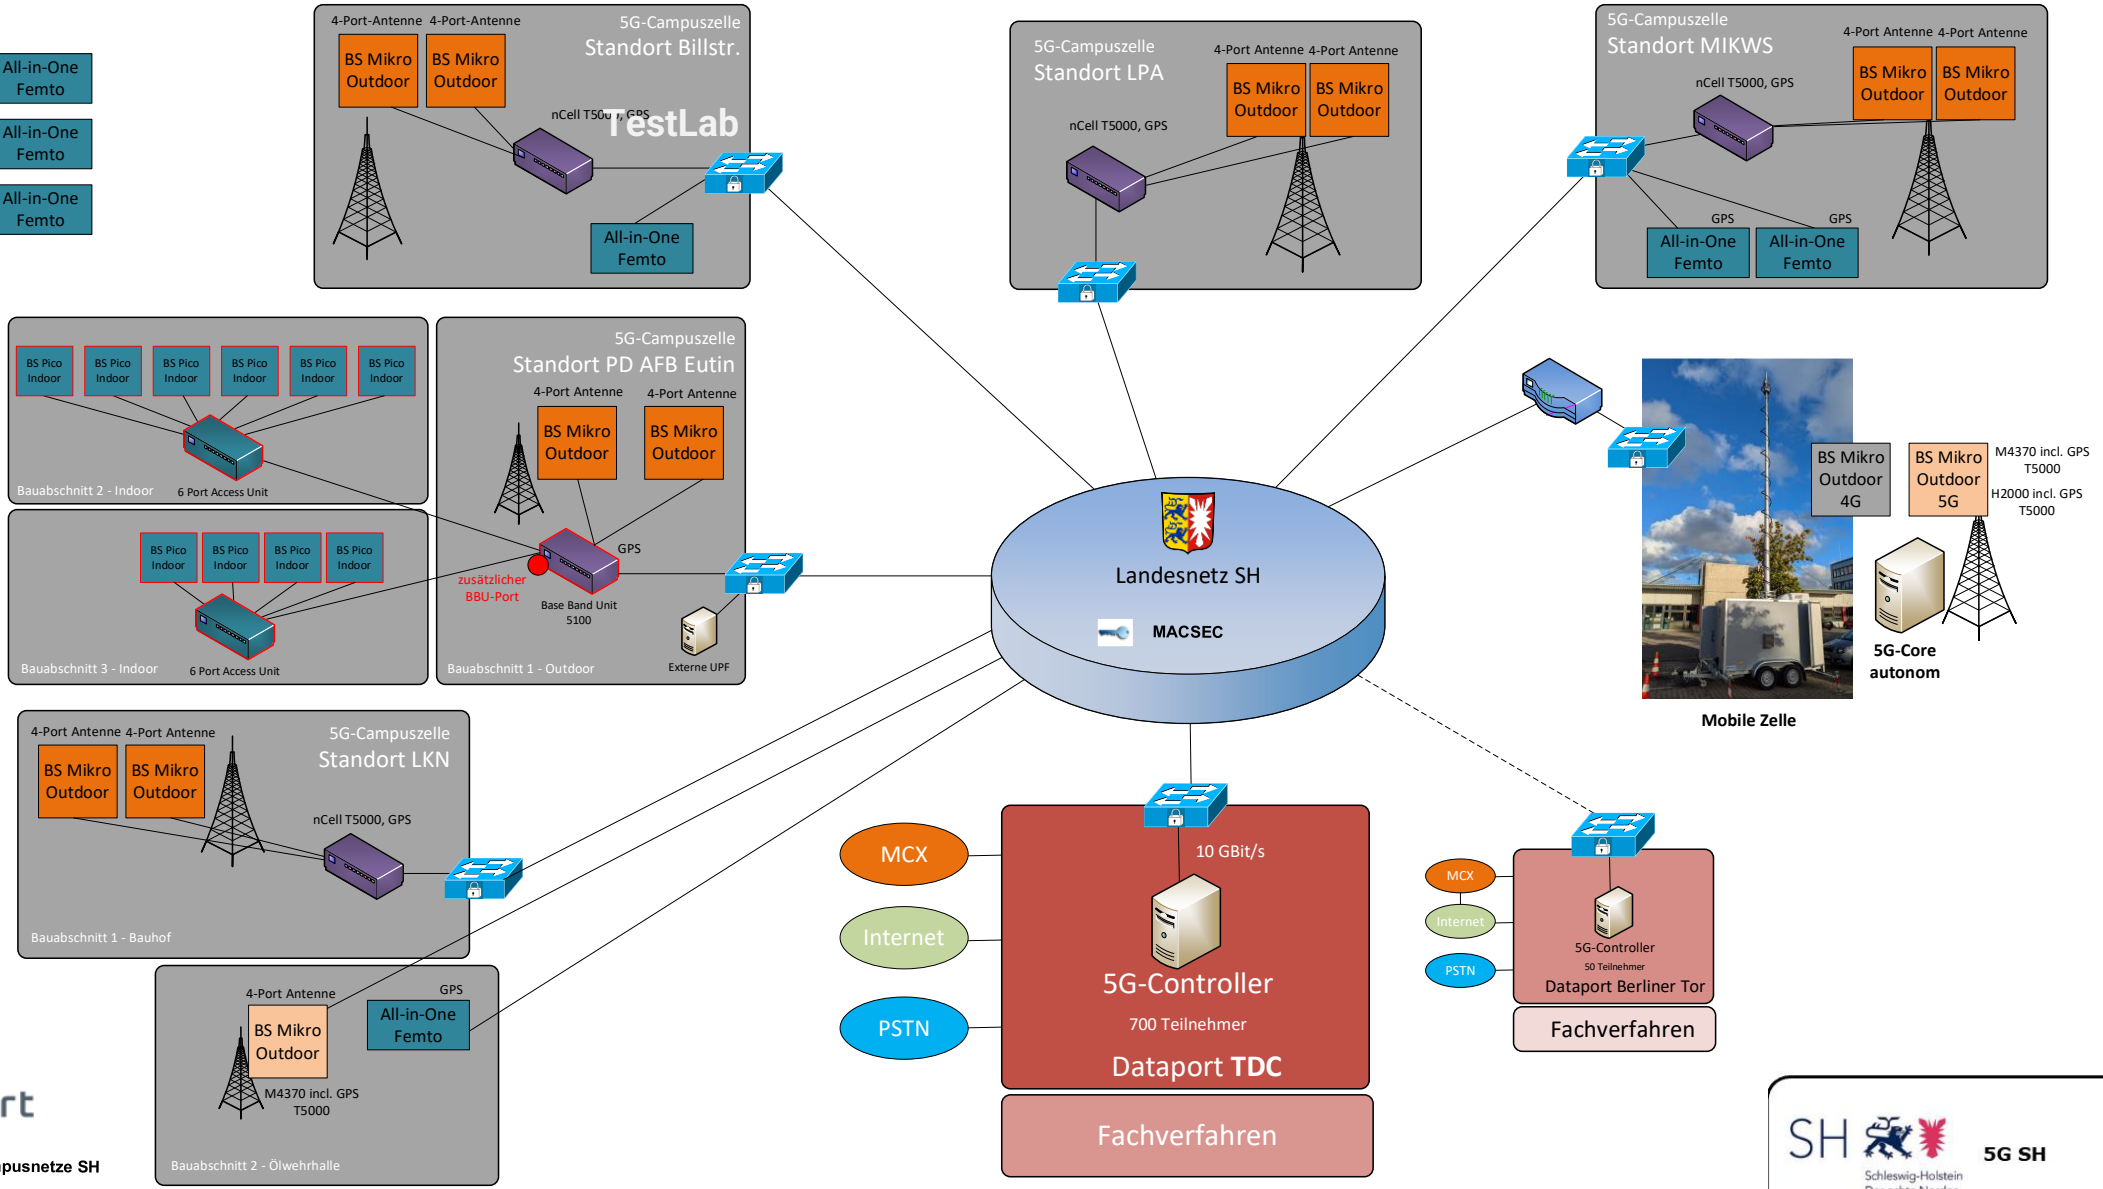 All-in-One
Femto
All-in-One
Femto
All-in-One
Femto
4-Port-Antenne
4-Port-Antenne
5G-Campuszelle
Standort Billstr.
BS Mikro
Outdoor
BS Mikro
Outdoor
nCell T5000, GPS
TestLab
All-in-One
Femto
5G-Campuszelle
Standort LPA
4-Port Antenne
4-Port Antenne
BS Mikro
Outdoor
BS Mikro
Outdoor
nCell T5000, GPS
5G-Campuszelle
Standort MIKWS
4-Port Antenne
4-Port Antenne
BS Mikro
Outdoor
BS Mikro
Outdoor
nCell T5000, GPS
GPS
GPS
All-in-One
Femto
All-in-One
Femto
BS Pico
Indoor
BS Pico
Indoor
BS Pico
Indoor
BS Pico
Indoor
BS Pico
Indoor
BS Pico
Indoor
Bauabschnitt 2 - Indoor
6 Port Access Unit
BS Pico
Indoor
BS Pico
Indoor
BS Pico
Indoor
BS Pico
Indoor
Bauabschnitt 3 - Indoor
6 Port Access Unit
5G-Campuszelle
Standort PD AFB Eutin
4-Port Antenne
4-Port Antenne
BS Mikro
Outdoor
BS Mikro
Outdoor
GPS
zusätzlicher
BBU-Port
Base Band Unit
5100
Externe UPF
Bauabschnitt 1 - Outdoor
Landesnetz SH
MACSEC
BS Mikro
Outdoor
4G
BS Mikro
Outdoor
5G
M4370 incl. GPS
T5000
H2000 incl. GPS
T5000
5G-Core
autonom
Mobile Zelle
4-Port Antenne
4-Port Antenne
5G-Campuszelle
Standort LKN
BS Mikro
Outdoor
BS Mikro
Outdoor
nCell T5000, GPS
Bauabschnitt 1 - Bauhof
4-Port Antenne
GPS
BS Mikro
Outdoor
All-in-One
Femto
M4370 incl. GPS
T5000
Bauabschnitt 2 - Ölwehrhalle
MCX
Internet
PSTN
10 GBit/s
5G-Controller
700 Teilnehmer
Dataport TDC
Fachverfahren
MCX
Internet
PSTN
5G-Controller
50 Teilnehmer
Dataport Berliner Tor
Fachverfahren
rt
pusnetze SH
SH
Schleswig-Holstein
5G SH